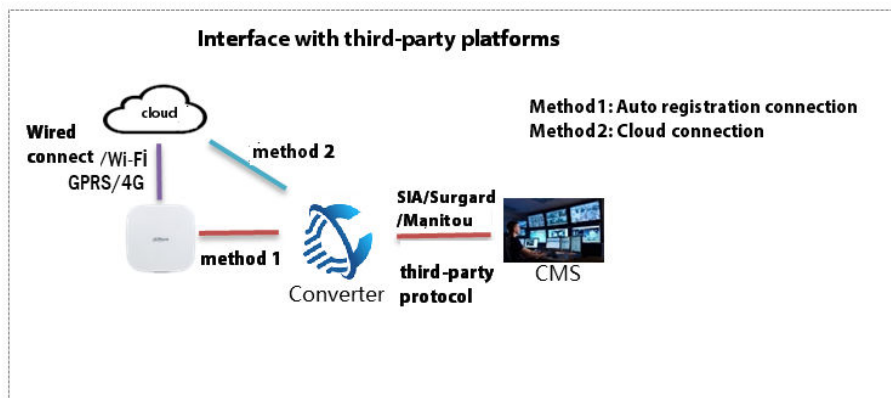 Interface with third-party platforms
cloud
Method1: Auto registration connection
Method2: Cloud connection
Wired
connect /Wi-Fi
GPRS/4G
method 2
SIA/Surgard
/Manitou
alhua
method 1
Converter
third-party
protocol
CMS